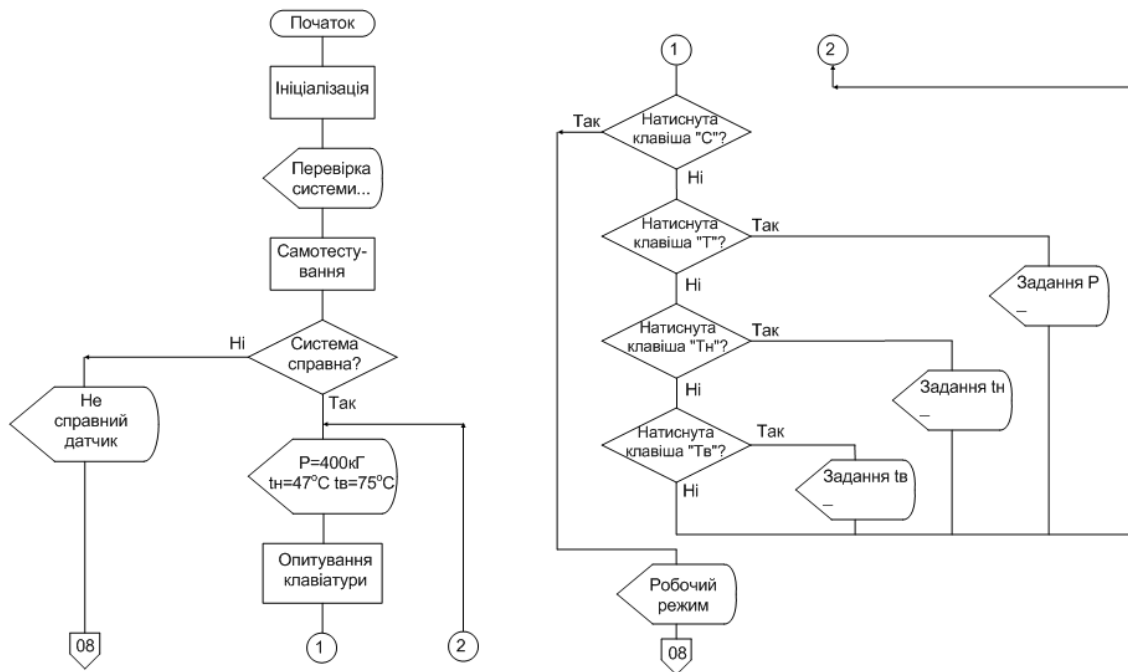 Початок
Ініціалізація
Перевірка
системи...
Самотесту-
вання
Система
справна?
Ні
Так
Не
справний
датчик
P=400кГ
tн=47°C tв=75°C
Опитування
клавіатури
08
1
2
1
2
Натиснута
клавіша "С"?
Так
Ні
Натиснута
клавіша "Т"?
Так
Ні
Задання Р
_
Натиснута
клавіша "Тн"?
Так
Ні
Задання tн
_
Натиснута
клавіша "Тв"?
Так
Ні
Задання tв
_
Робочий
режим
08